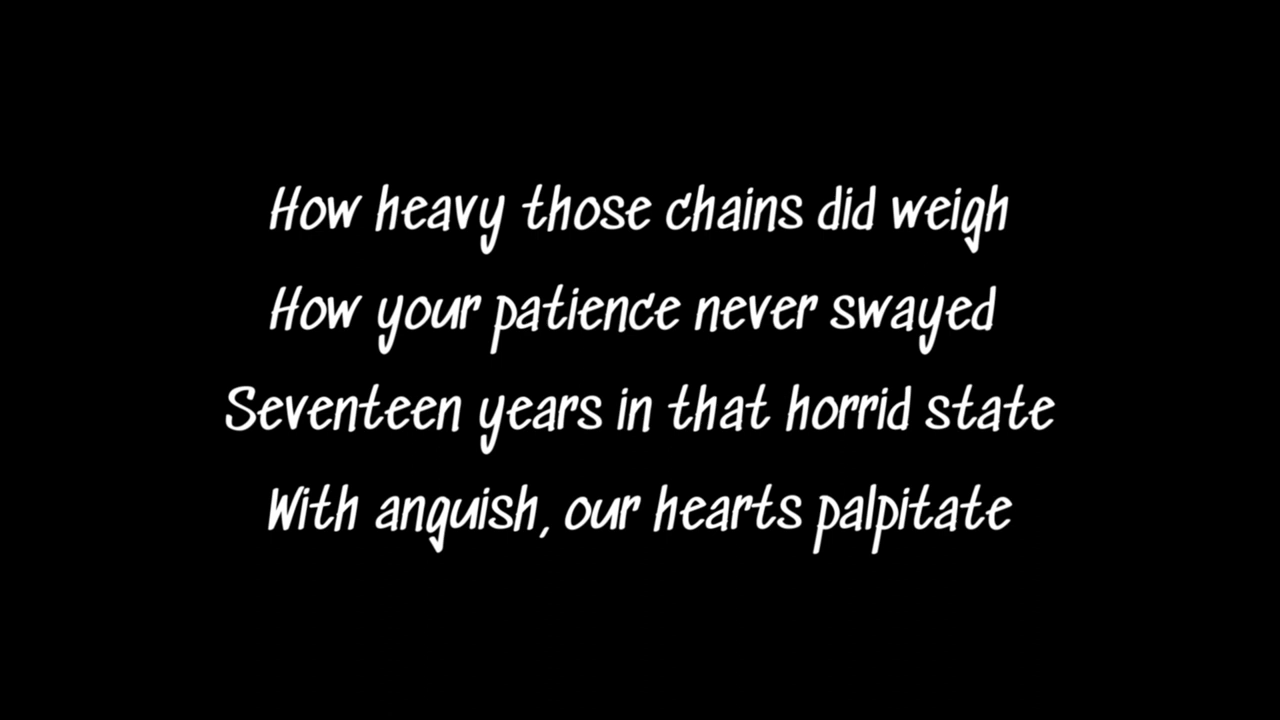 How heavy those chains did weigh
How your patience never swayed
Seventeen years in that horrid state
With anguish, our hearts palpitate